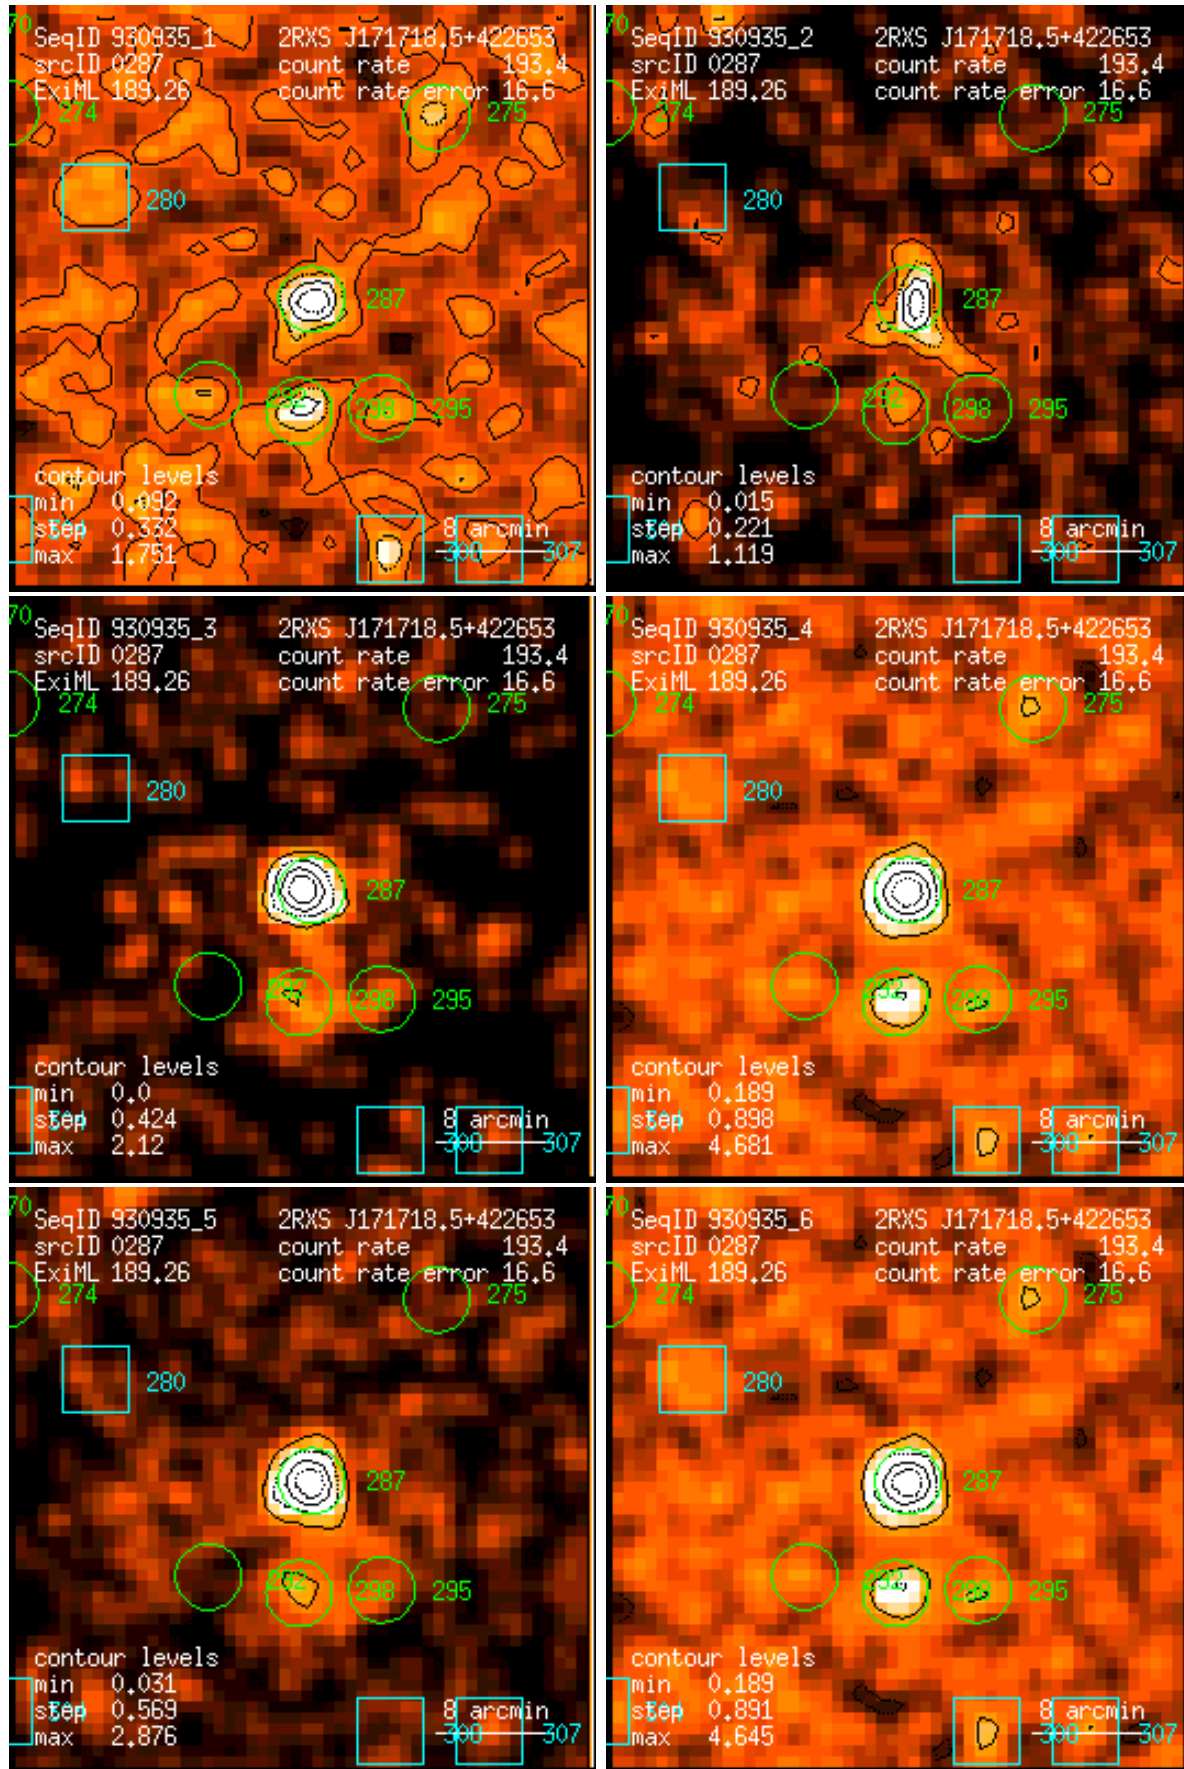 70
SeqID 930935_1 2RXS J171718.5+422653
srcID 0287 count rate 193.4
ExiML 189.26 count rate error 16.6
274 275
280
287
292 298 295
contour levels
min 0.092
step 0.332 8 arcmin
max 1.751 300 307
70
SeqID 930935_2 2RXS J171718.5+422653
srcID 0287 count rate 193.4
ExiML 189.26 count rate error 16.6
274 275
280
287
292 298 295
contour levels
min 0.015
step 0.221 8 arcmin
max 1.119 300 307
70
SeqID 930935_3 2RXS J171718.5+422653
srcID 0287 count rate 193.4
ExiML 189.26 count rate error 16.6
274 275
280
287
292 298 295
contour levels
min 0.0
step 0.424 8 arcmin
max 2.12 300 307
70
SeqID 930935_4 2RXS J171718.5+422653
srcID 0287 count rate 193.4
ExiML 189.26 count rate error 16.6
274 275
280
287
292 298 295
contour levels
min 0.189
step 0.898 8 arcmin
max 4.681 300 307
70
SeqID 930935_5 2RXS J171718.5+422653
srcID 0287 count rate 193.4
ExiML 189.26 count rate error 16.6
274 275
280
287
292 298 295
contour levels
min 0.031
step 0.569 8 arcmin
max 2.876 300 307
70
SeqID 930935_6 2RXS J171718.5+422653
srcID 0287 count rate 193.4
ExiML 189.26 count rate error 16.6
274 275
280
287
292 298 295
contour levels
min 0.189
step 0.891 8 arcmin
max 4.645 300 307